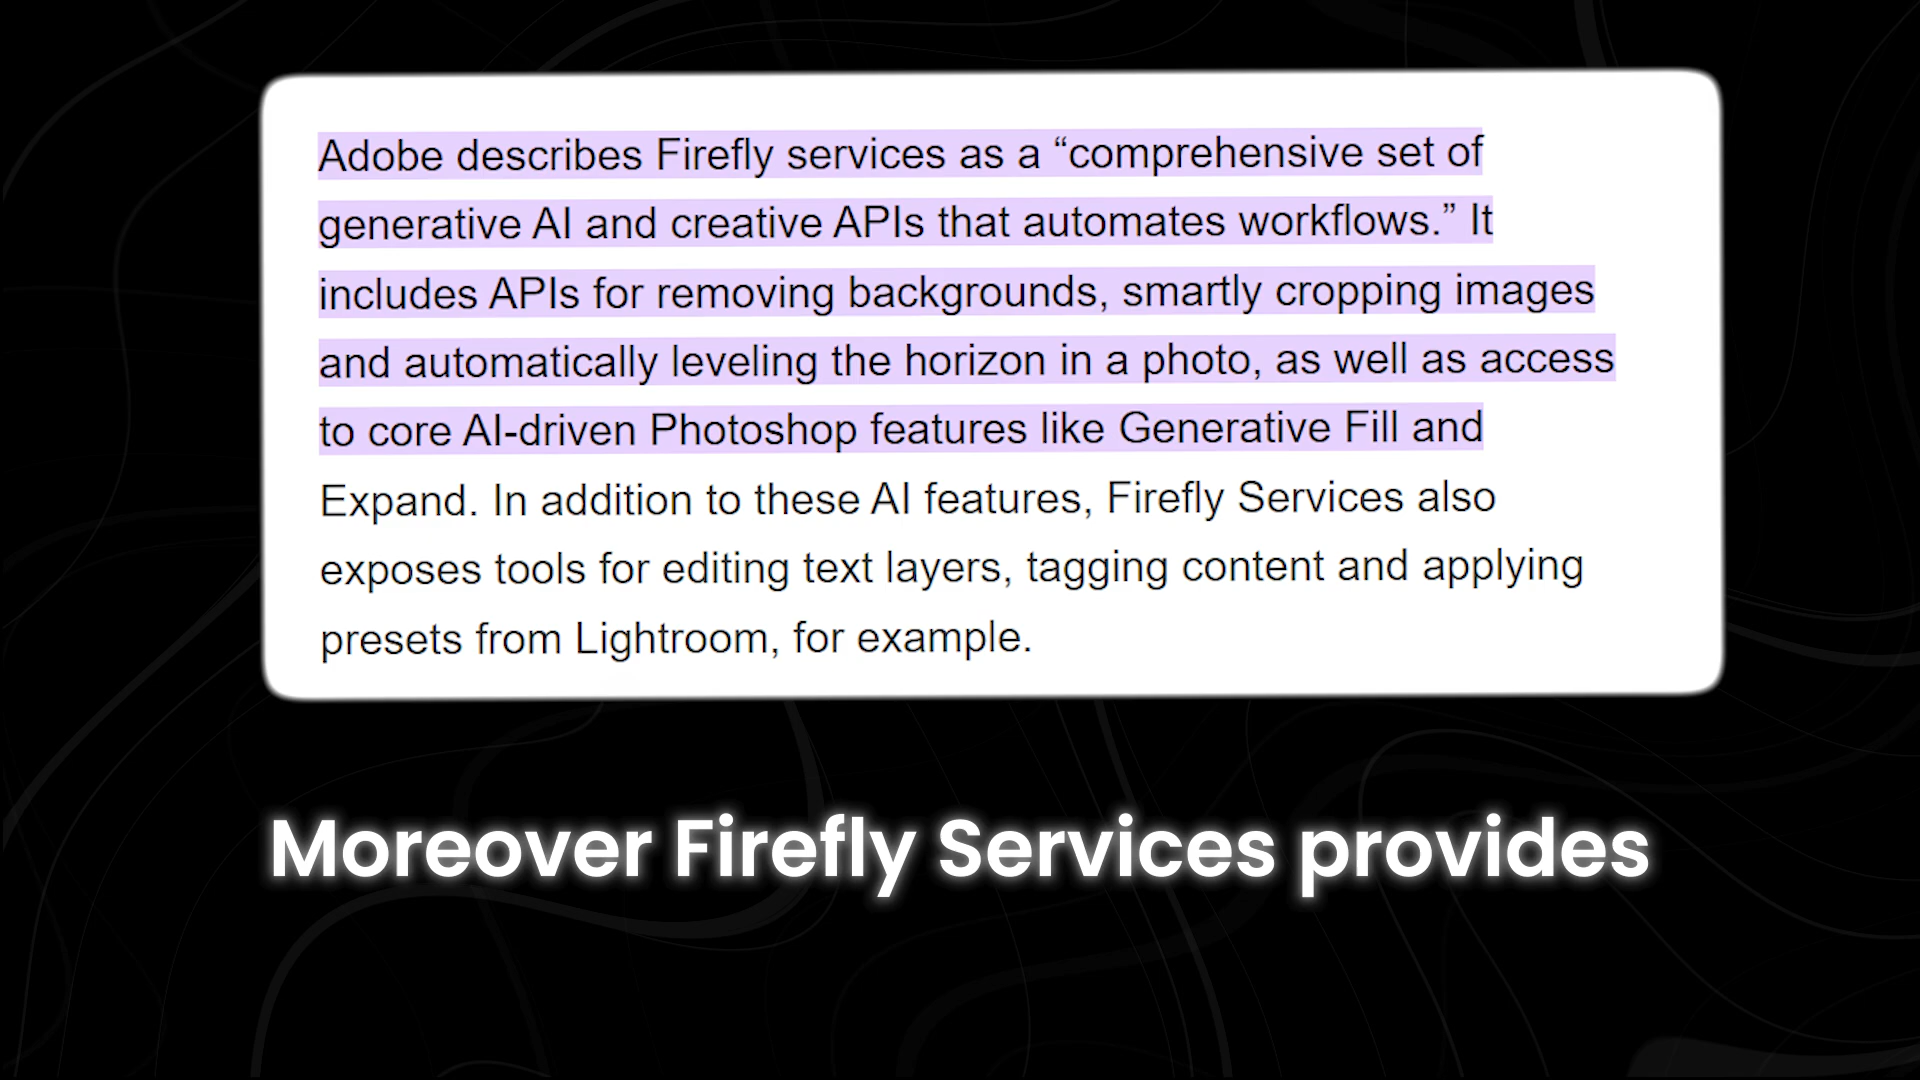 Adobe describes Firefly services as a “comprehensive set of
generative AI and creative APIs that automates workflows.” It
includes APIs for removing backgrounds, smartly cropping images
and automatically leveling the horizon in a photo, as well as access
to core AI-driven Photoshop features like Generative Fill and
Expand. In addition to these AI features, Firefly Services also
exposes tools for editing text layers, tagging content and applying
presets from Lightroom, for example.
Moreover Firefly Services provides